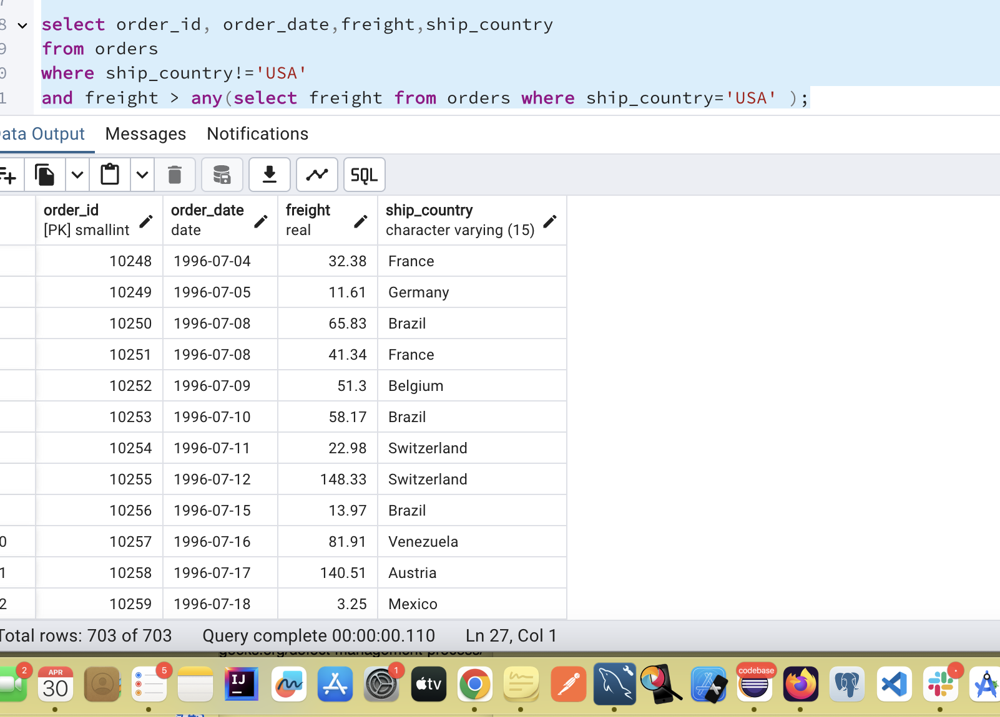 8 select order_id, order_date,freight,ship_country
9 from orders
0 where ship_country!='USA'
1 and freight > any(select freight from orders where ship_country='USA' );
ata Output Messages Notifications
SQL
order_id order_date freight ship_country
[PK] smallint date real character varying (15)
10248 1996-07-04 32.38 France
10249 1996-07-05 11.61 Germany
10250 1996-07-08 65.83 Brazil
10251 1996-07-08 41.34 France
10252 1996-07-09 51.3 Belgium
10253 1996-07-10 58.17 Brazil
10254 1996-07-11 22.98 Switzerland
10255 1996-07-12 148.33 Switzerland
10256 1996-07-15 13.97 Brazil
0 10257 1996-07-16 81.91 Venezuela
1 10258 1996-07-17 140.51 Austria
2 10259 1996-07-18 3.25 Mexico
Total rows: 703 of 703 Query complete 00:00:00.110 Ln 27, Col 1
2 APR 5 1 codebase
30 IJ tv